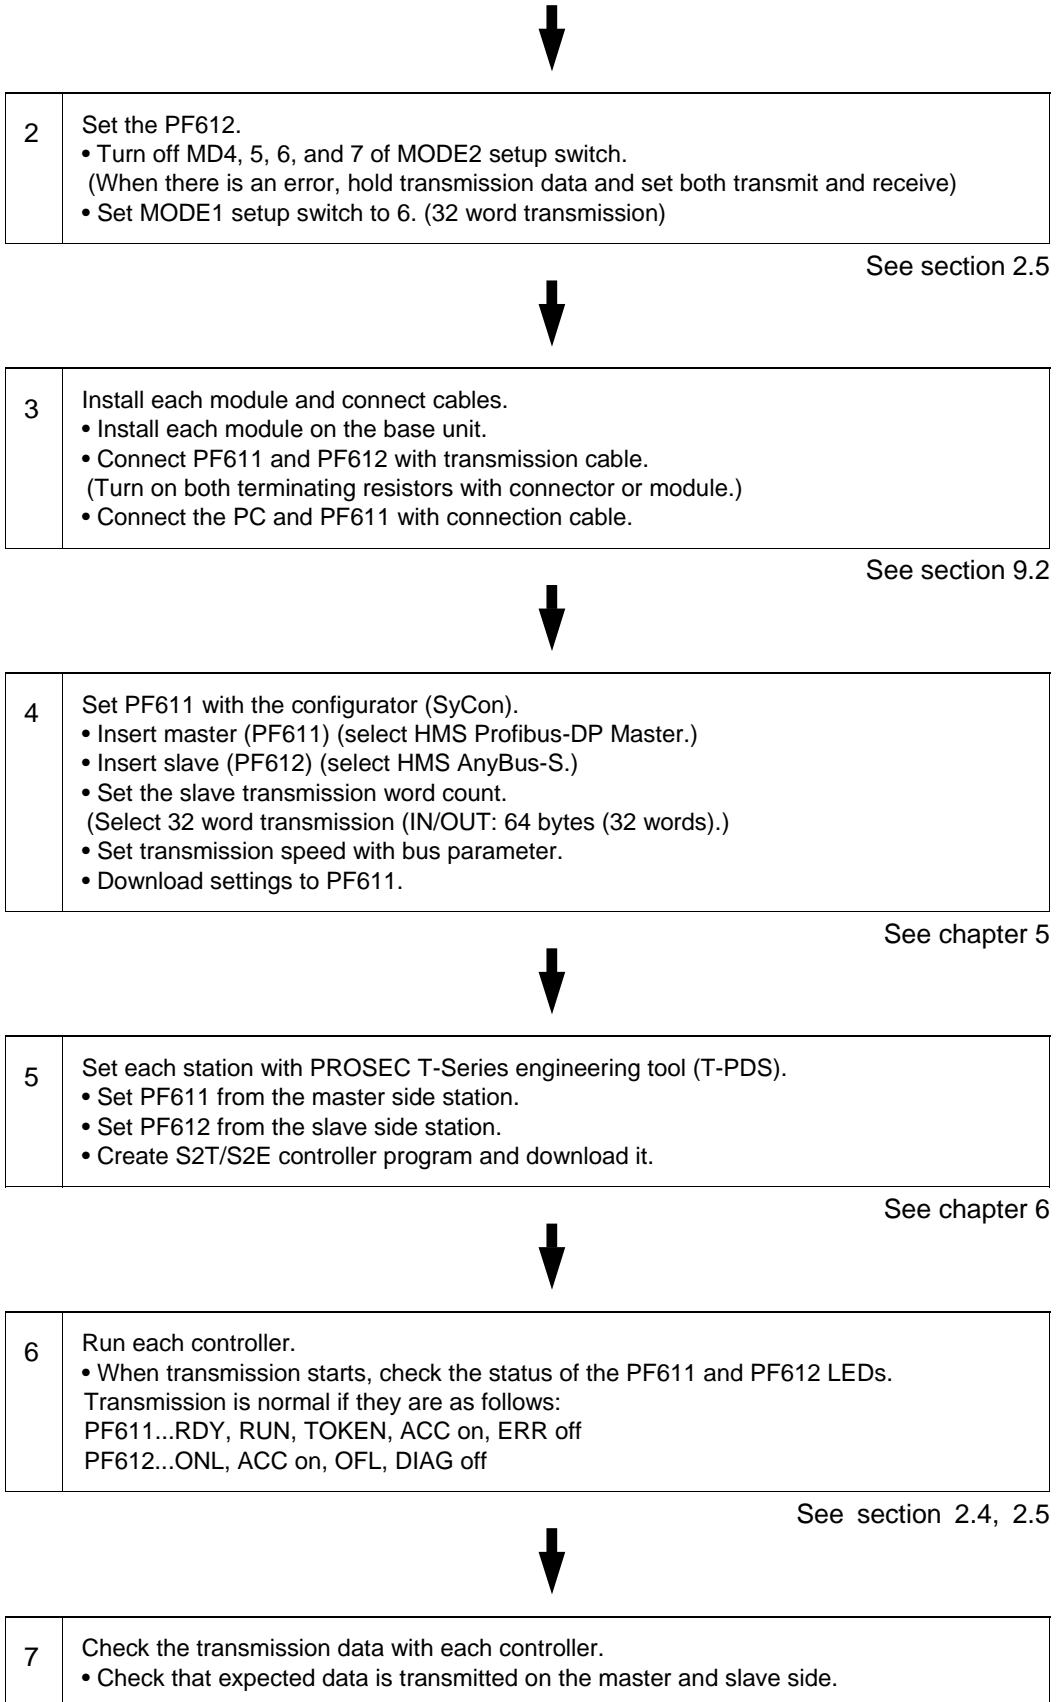 2
Set the PF612.
• Turn off MD4, 5, 6, and 7 of MODE2 setup switch.
(When there is an error, hold transmission data and set both transmit and receive)
• Set MODE1 setup switch to 6. (32 word transmission)
See section 2.5
3
Install each module and connect cables.
• Install each module on the base unit.
• Connect PF611 and PF612 with transmission cable.
(Turn on both terminating resistors with connector or module.)
• Connect the PC and PF611 with connection cable.
See section 9.2
4
Set PF611 with the configurator (SyCon).
• Insert master (PF611) (select HMS Profibus-DP Master.)
• Insert slave (PF612) (select HMS AnyBus-S.)
• Set the slave transmission word count.
(Select 32 word transmission (IN/OUT: 64 bytes (32 words).)
• Set transmission speed with bus parameter.
• Download settings to PF611.
See chapter 5
5
Set each station with PROSEC T-Series engineering tool (T-PDS).
• Set PF611 from the master side station.
• Set PF612 from the slave side station.
• Create S2T/S2E controller program and download it.
See chapter 6
6
Run each controller.
• When transmission starts, check the status of the PF611 and PF612 LEDs.
Transmission is normal if they are as follows:
PF611...RDY, RUN, TOKEN, ACC on, ERR off
PF612...ONL, ACC on, OFL, DIAG off
See section 2.4, 2.5
7
Check the transmission data with each controller.
• Check that expected data is transmitted on the master and slave side.